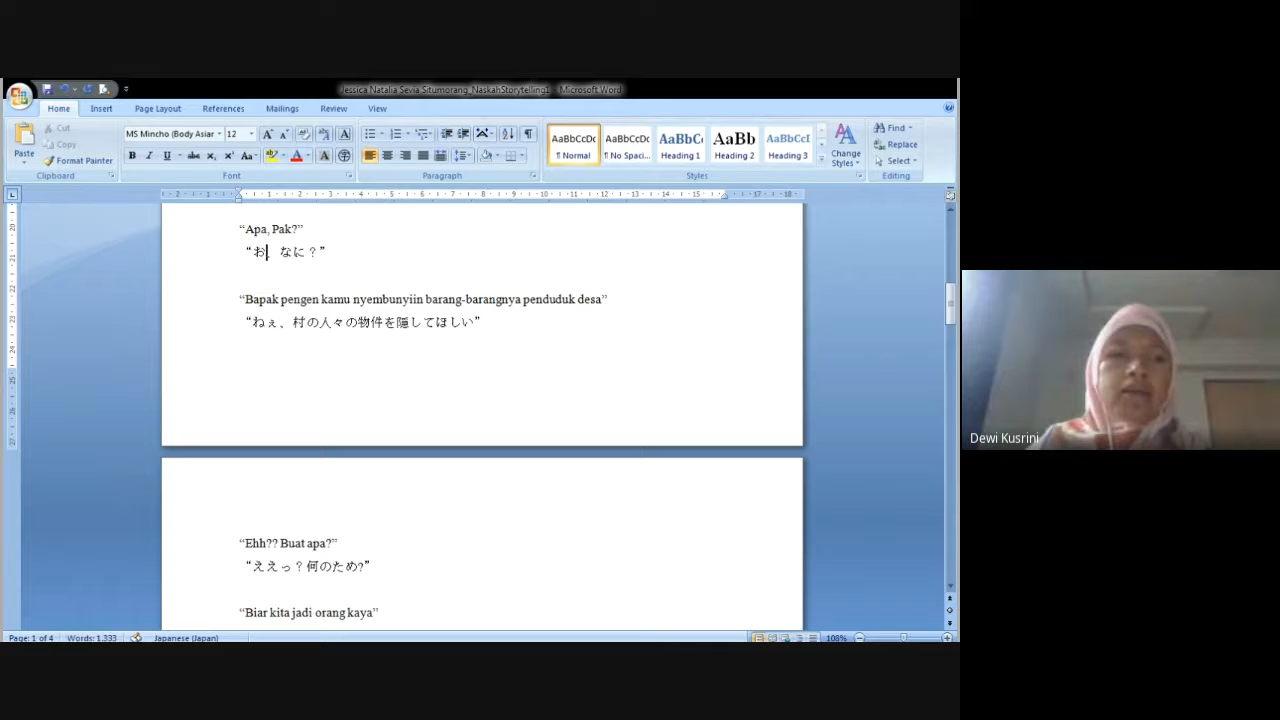 Jessica Natalia Sevia Situmorang_NaskahStorytelling1 - Microsoft Word
Home Insert Page Layout References Mailings Review View
Paste
Cut
Copy
Format Painter
Clipboard
MS Mincho (Body Asiar 12
Font
Paragraph
AaBbCcDc AaBbCcDc AaBbC AaBb AaBbCcI
¶ Normal ¶ No Spaci... Heading 1 Heading 2 Heading 3
Change Styles
Styles
Find
Replace
Select
Editing
“Apa, Pak?”
“お なに？”
“Bapak pengen kamu nyembunyiin barang-barangnya penduduk desa”
“ねぇ、村の人々の物件を隠してほしい”
“Ehh?? Buat apa?”
“ええっ？何のため?”
“Biar kita jadi orang kaya”
Page: 1 of 4 Words: 1.333 Japanese (Japan) 108%
Dewi Kusrini